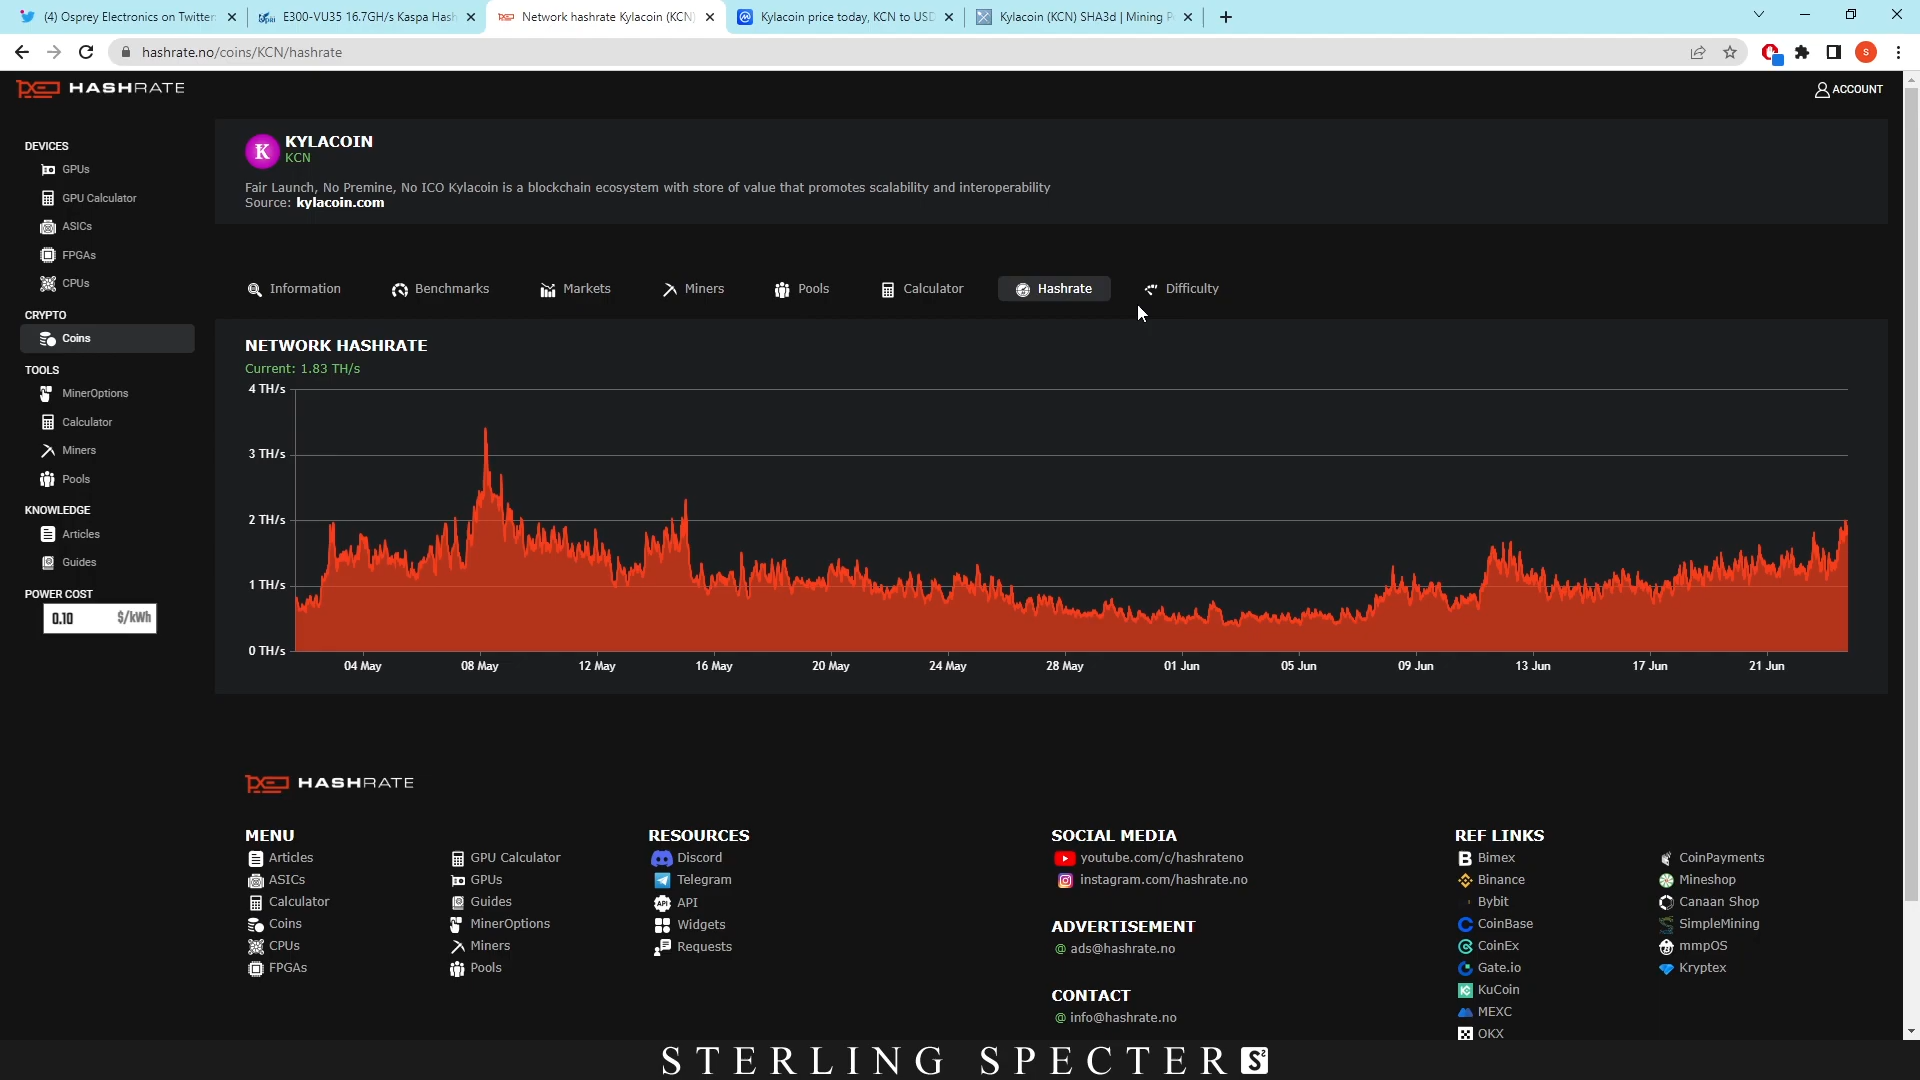 (4) Osprey Electronics on Twitter
E300-VU35 16.7GH/s Kaspa Hash
Network hashrate Kylacoin (KCN)
Kylacoin price today, KCN to USD
Kylacoin (KCN) SHA3d | Mining P
hashrate.no/coins/KCN/hashrate
S
HASHRATE
ACCOUNT
DEVICES
GPUs
GPU Calculator
ASICs
FPGAs
CPUs
CRYPTO
Coins
TOOLS
MinerOptions
Calculator
Miners
Pools
KNOWLEDGE
Articles
Guides
POWER COST
0.10 $/kWh
K
KYLACOIN
KCN
Fair Launch, No Premine, No ICO Kylacoin is a blockchain ecosystem with store of value that promotes scalability and interoperability
Source: kylacoin.com
Information
Benchmarks
Markets
Miners
Pools
Calculator
Hashrate
Difficulty
NETWORK HASHRATE
Current: 1.83 TH/s
4 TH/s
3 TH/s
2 TH/s
1 TH/s
0 TH/s
04 May
08 May
12 May
16 May
20 May
24 May
28 May
01 Jun
05 Jun
09 Jun
13 Jun
17 Jun
21 Jun
HASHRATE
MENU
Articles
ASICs
Calculator
Coins
CPUs
FPGAs
GPU Calculator
GPUs
Guides
MinerOptions
Miners
Pools
RESOURCES
Discord
Telegram
API
Widgets
Requests
SOCIAL MEDIA
youtube.com/c/hashrateno
instagram.com/hashrate.no
ADVERTISEMENT
@ ads@hashrate.no
CONTACT
@ info@hashrate.no
REF LINKS
Bimex
Binance
Bybit
CoinBase
CoinEx
Gate.io
KuCoin
MEXC
OKX
CoinPayments
Mineshop
Canaan Shop
SimpleMining
mmpOS
Kryptex
STERLING SPECTER